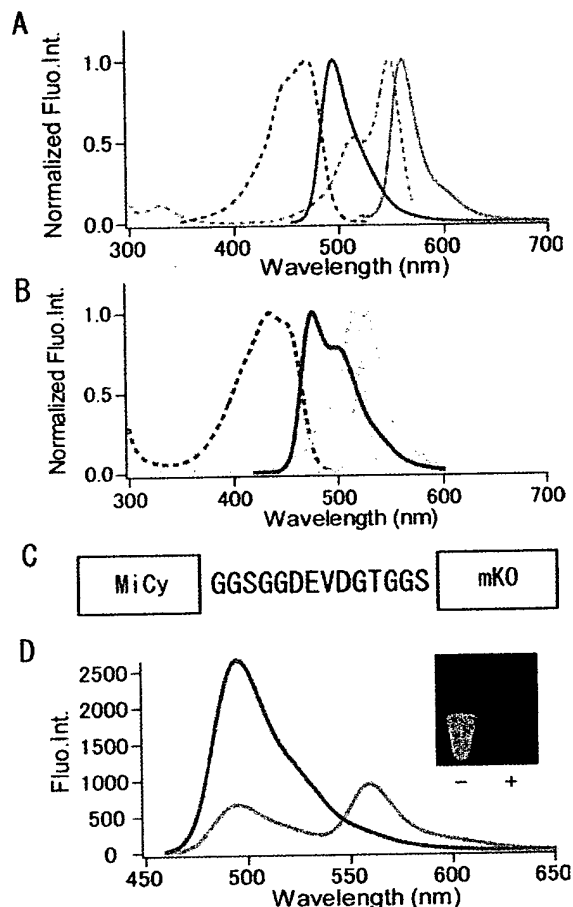 A
Normalized Fluo.Int.
1.0
0.5
0.0
300 400 500 600 700
Wavelength (nm)
B
Normalized Fluo.Int.
1.0
0.5
0.0
300 400 500 600 700
Wavelength (nm)
C
MiCy GGSGGDEVDGTGGS mKO
D
Fluo.Int.
2500
2000
1500
1000
500
0
450 500 550 600 650
Wavelength (nm)
− +